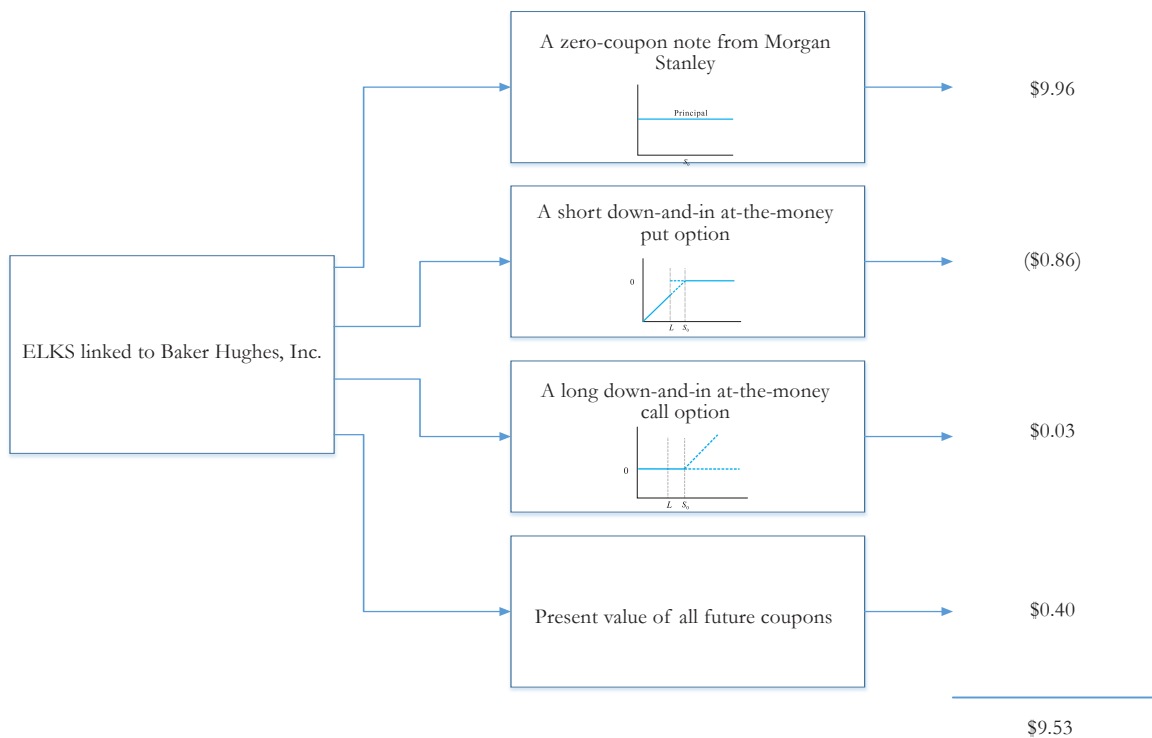 A zero-coupon note from Morgan
Stanley
Principal
S₀
$9.96
A short down-and-in at-the-money
put option
0
L S₀
($0.86)
ELKS linked to Baker Hughes, Inc.
A long down-and-in at-the-money
call option
0
L S₀
$0.03
Present value of all future coupons
$0.40
$9.53